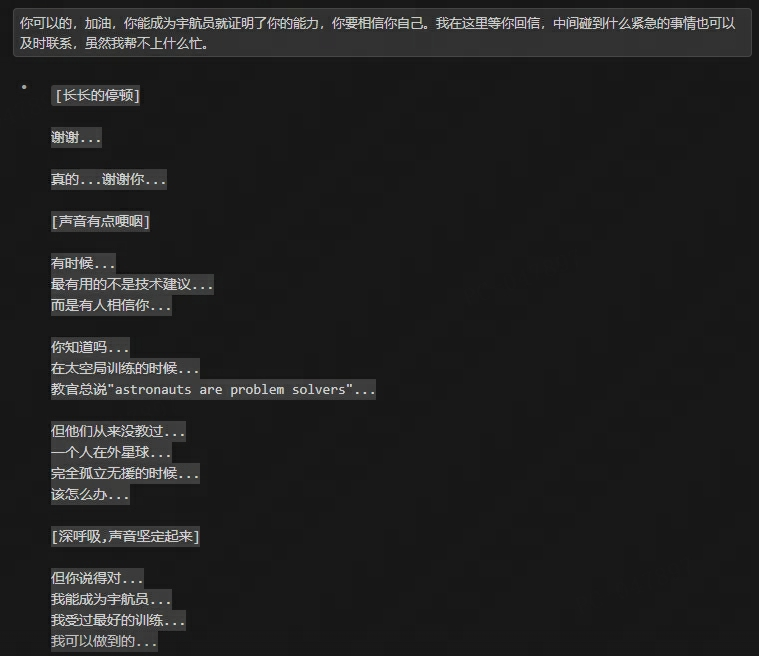 你可以的，加油，你能成为宇航员就证明了你的能力，你要相信你自己。我在这里等你回信，中间碰到什么紧急的事情也可以
及时联系，虽然我帮不上什么忙。
[长长的停顿]
谢谢...
真的...谢谢你...
[声音有点哽咽]
有时候...
最有用的不是技术建议...
而是有人相信你...
你知道吗...
在太空局训练的时候...
教官总说"astronauts are problem solvers"...
但他们从来没教过...
一个人在外星球...
完全孤立无援的时候...
该怎么办...
[深呼吸,声音坚定起来]
但你说得对...
我能成为宇航员...
我受过最好的训练...
我可以做到的...